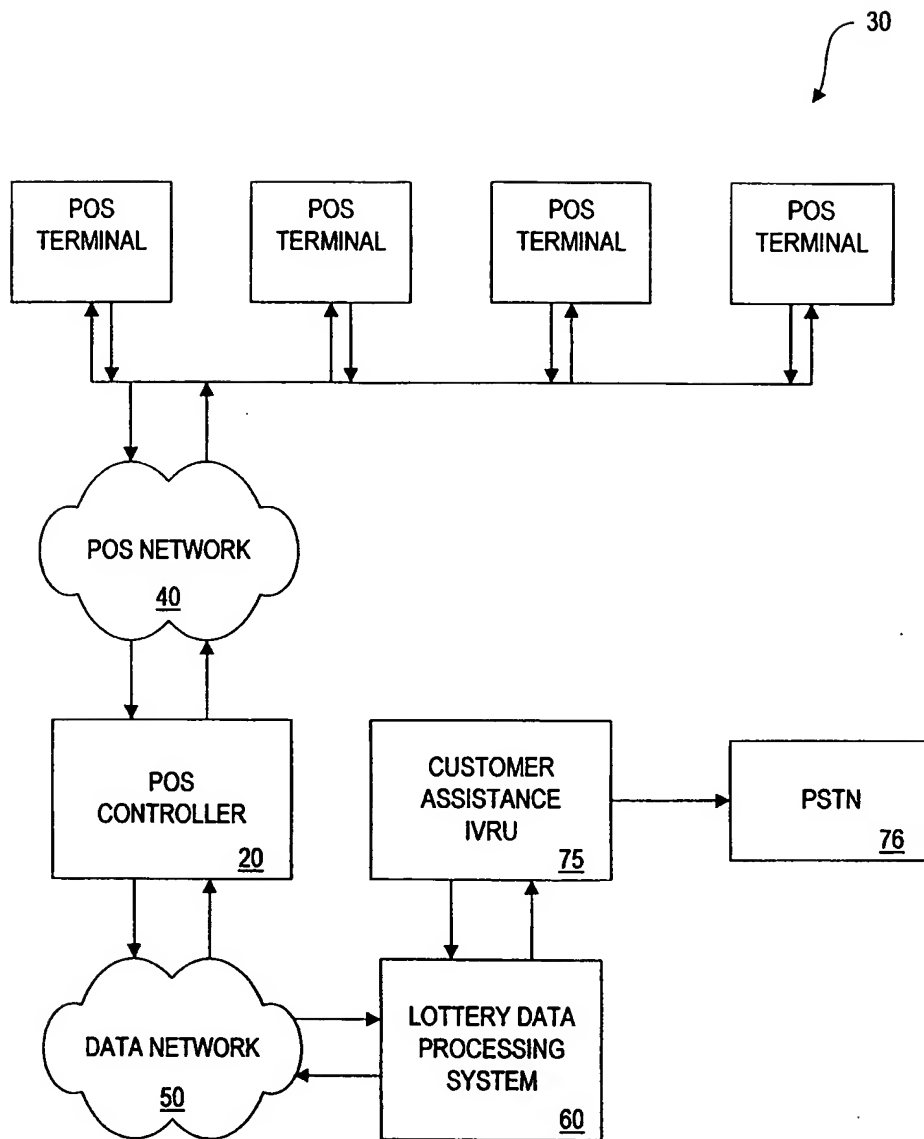 30
POS
TERMINAL
POS
TERMINAL
POS
TERMINAL
POS
TERMINAL
POS NETWORK
40
POS
CONTROLLER
20
CUSTOMER
ASSISTANCE
IVRU
75
PSTN
76
DATA NETWORK
50
LOTTERY DATA
PROCESSING
SYSTEM
60